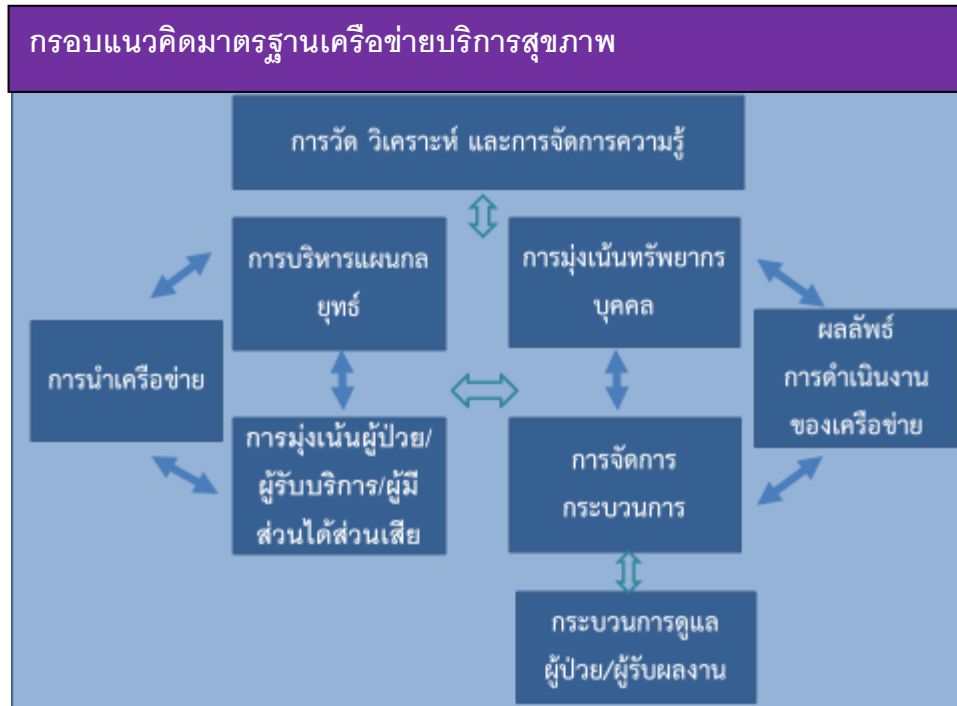 กรอบแนวคิดมาตรฐานเครือข่ายบริการสุขภาพ
การวัด วิเคราะห์ และการจัดการความรู้
การบริหารแผนกล
ยุทธ์
การมุ่งเน้นทรัพยากร
บุคคล
การนำเครือข่าย
ผลลัพธ์
การดำเนินงาน
ของเครือข่าย
การมุ่งเน้นผู้ป่วย/
ผู้รับบริการ/ผู้มี
ส่วนได้ส่วนเสีย
การจัดการ
กระบวนการ
กระบวนการดูแล
ผู้ป่วย/ผู้รับผลงาน